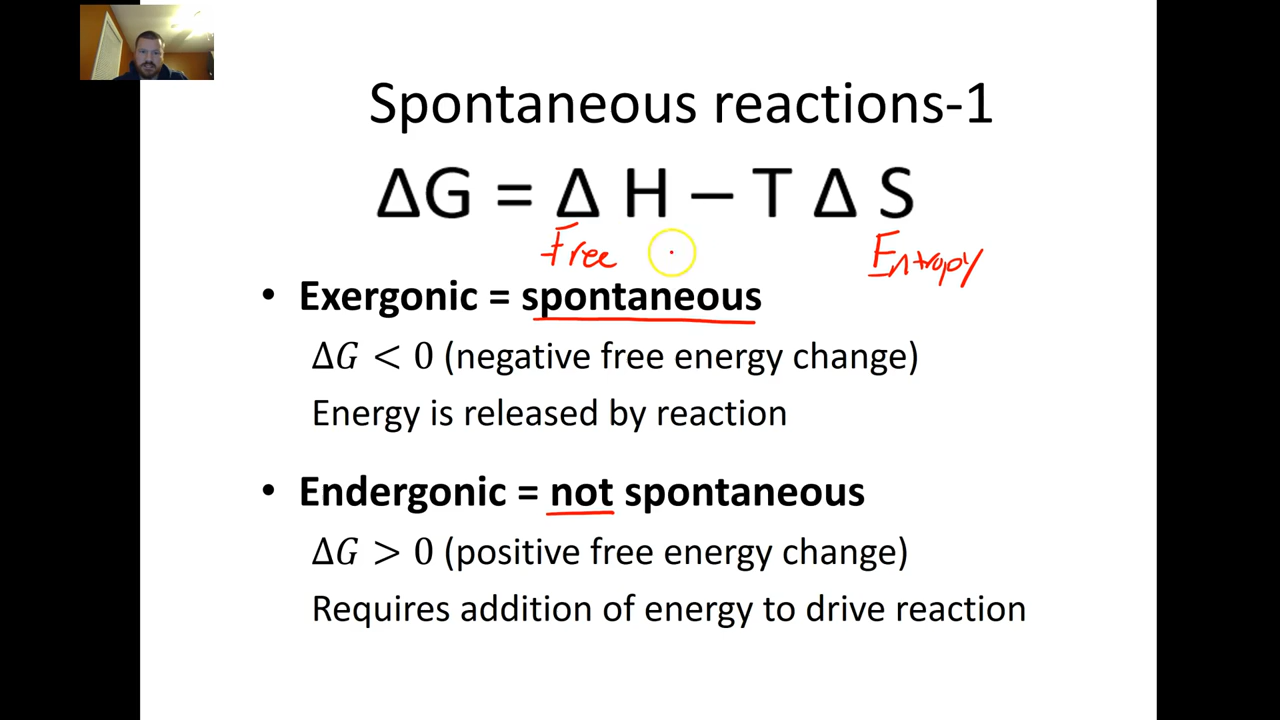 Spontaneous reactions-1
ΔG = Δ H – T Δ S
Free Entropy
• Exergonic = spontaneous
Δ𝐺 < 0 (negative free energy change)
Energy is released by reaction
• Endergonic = not spontaneous
Δ𝐺 > 0 (positive free energy change)
Requires addition of energy to drive reaction